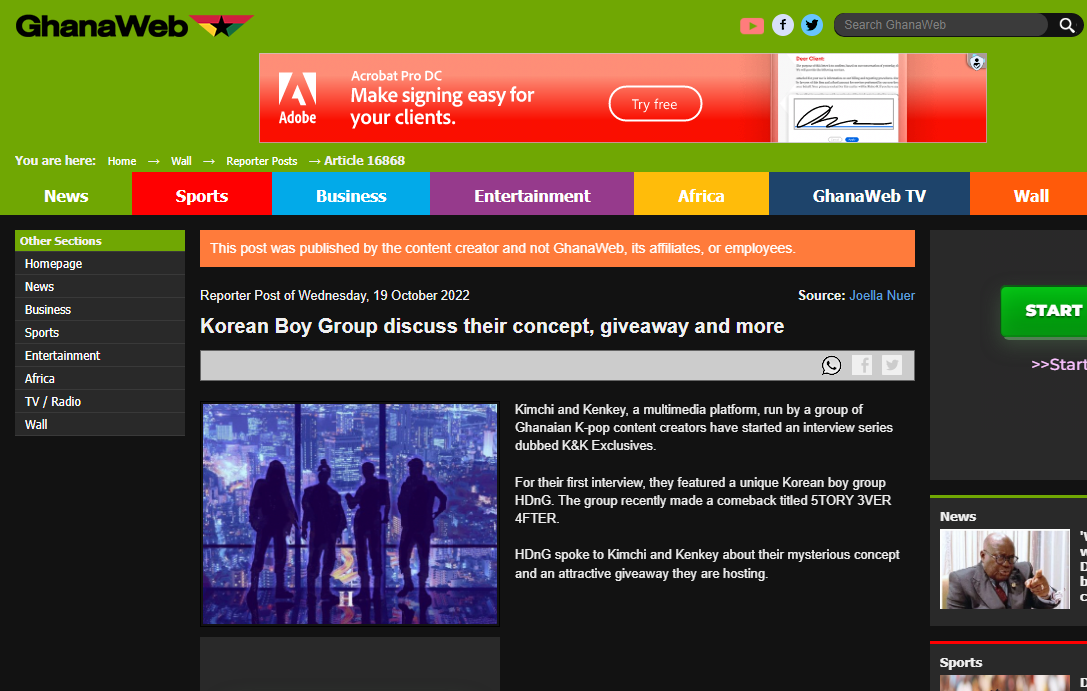 GhanaWeb
Search GhanaWeb
Adobe
Acrobat Pro DC
Make signing easy for
your clients.
Try free
Dear Client:
You are here: Home → Wall → Reporter Posts → Article 16868
News Sports Business Entertainment Africa GhanaWeb TV Wall
Other Sections
Homepage
News
Business
Sports
Entertainment
Africa
TV / Radio
Wall
This post was published by the content creator and not GhanaWeb, its affiliates, or employees.
Reporter Post of Wednesday, 19 October 2022
Source: Joella Nuer
Korean Boy Group discuss their concept, giveaway and more
H
Kimchi and Kenkey, a multimedia platform, run by a group of
Ghanaian K-pop content creators have started an interview series
dubbed K&K Exclusives.
For their first interview, they featured a unique Korean boy group
HDnG. The group recently made a comeback titled 5TORY 3VER
4FTER.
HDnG spoke to Kimchi and Kenkey about their mysterious concept
and an attractive giveaway they are hosting.
START
>>Start
News
Sports